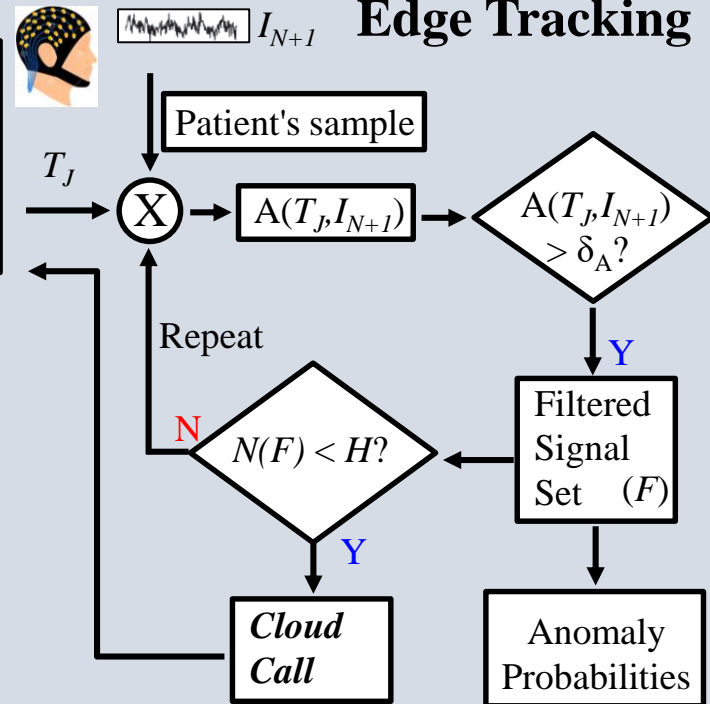 Edge Tracking
I_{N+1}
Patient's sample
T_J
X
A(T_J,I_{N+1})
A(T_J,I_{N+1})
> δ_A?
Repeat
Y
Filtered
Signal
Set (F)
N
N(F) < H?
Y
Cloud
Call
Anomaly
Probabilities